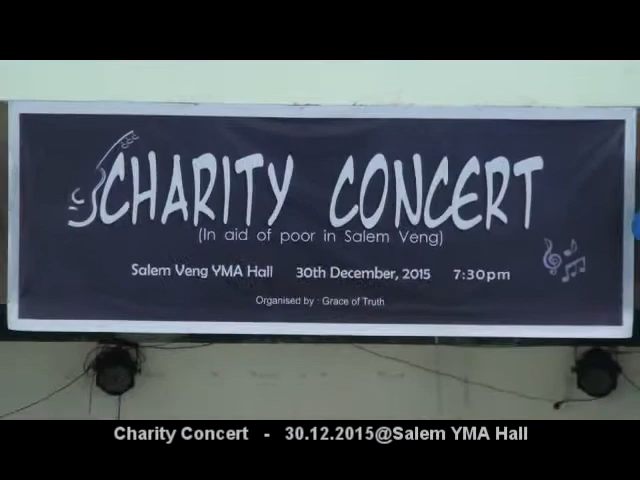 CHARITY CONCERT
(In aid of poor in Salem Veng)
Salem Veng YMA Hall 30th December, 2015 7:30pm
Organised by : Grace of Truth
Charity Concert - 30.12.2015@Salem YMA Hall